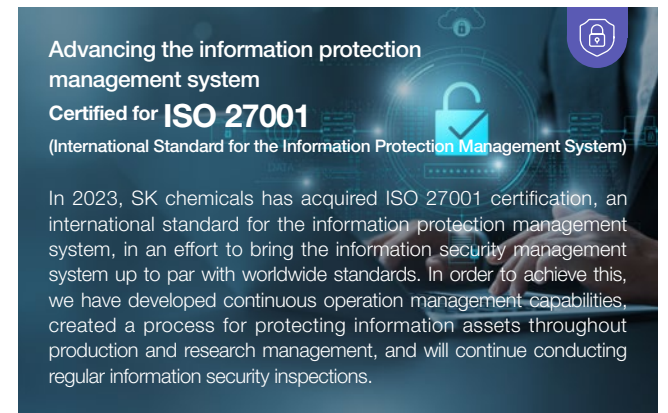 Advancing the information protection
management system
Certified for ISO 27001
(International Standard for the Information Protection Management System)
In 2023, SK chemicals has acquired ISO 27001 certification, an
international standard for the information protection management
system, in an effort to bring the information security management
system up to par with worldwide standards. In order to achieve this,
we have developed continuous operation management capabilities,
created a process for protecting information assets throughout
production and research management, and will continue conducting
regular information security inspections.
DATA